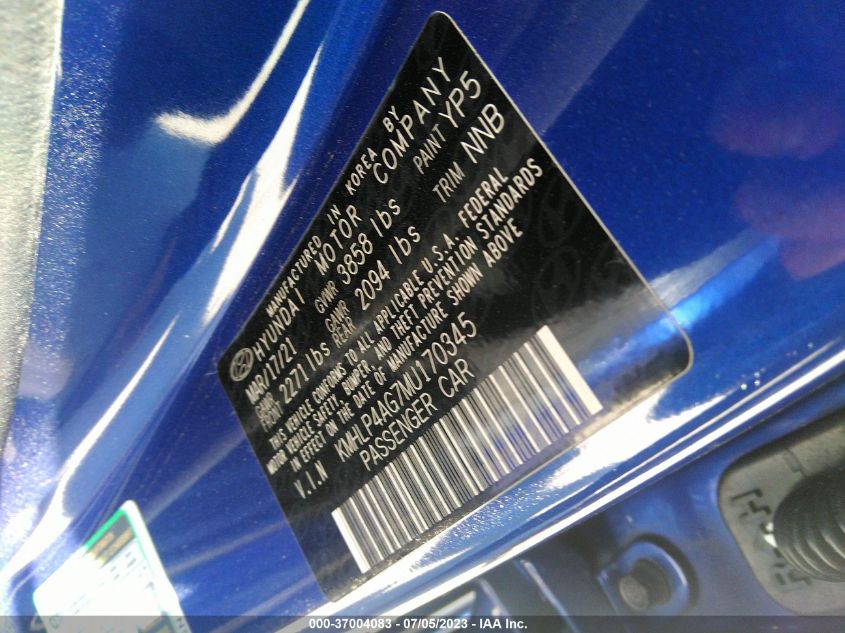 MANUFACTURED IN KOREA BY
HYUNDAI MOTOR COMPANY
MAR/17/21 GVWR 3858 lbs PAINT YP5
GAWR FRONT 2271 lbs GAWR REAR 2094 lbs TRIM NNB
THIS VEHICLE CONFORMS TO ALL APPLICABLE U.S.A. FEDERAL
MOTOR VEHICLE SAFETY, BUMPER, AND THEFT PREVENTION STANDARDS
IN EFFECT ON THE DATE OF MANUFACTURE SHOWN ABOVE
V.I.N KMHLP4AG7MU170345
PASSENGER CAR
000-37004083 - 07/05/2023 - IAA Inc.